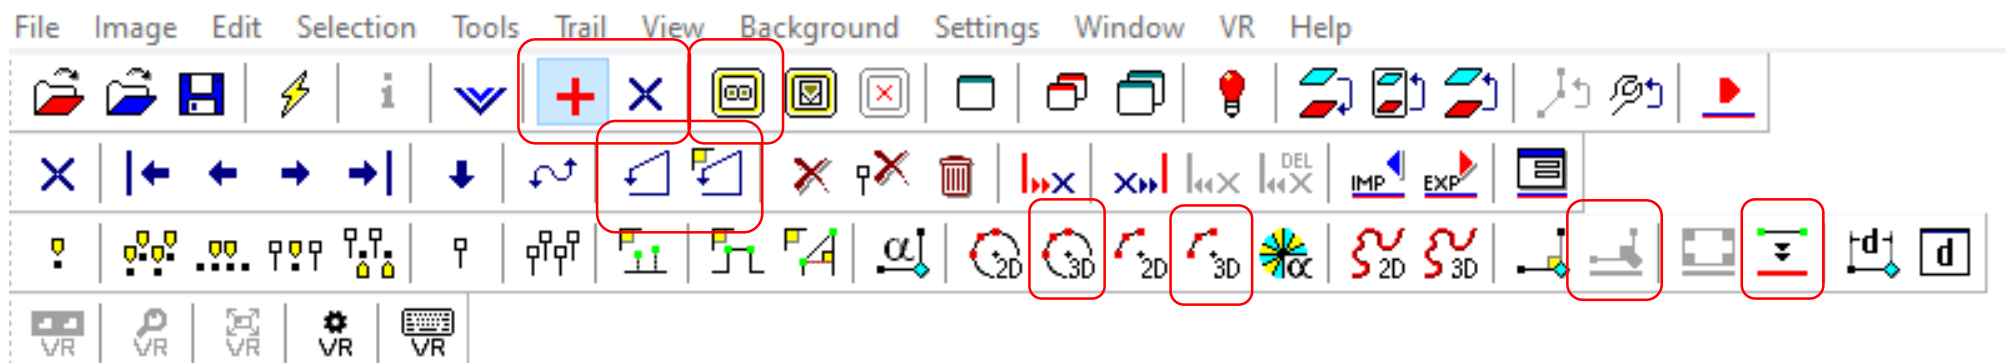 File Image Edit Selection Tools Trail View Background Settings Window VR Help
i
DEL
IMP EXP
α 2D 3D 2D 3D α 2D 3D d d
VR VR VR VR VR